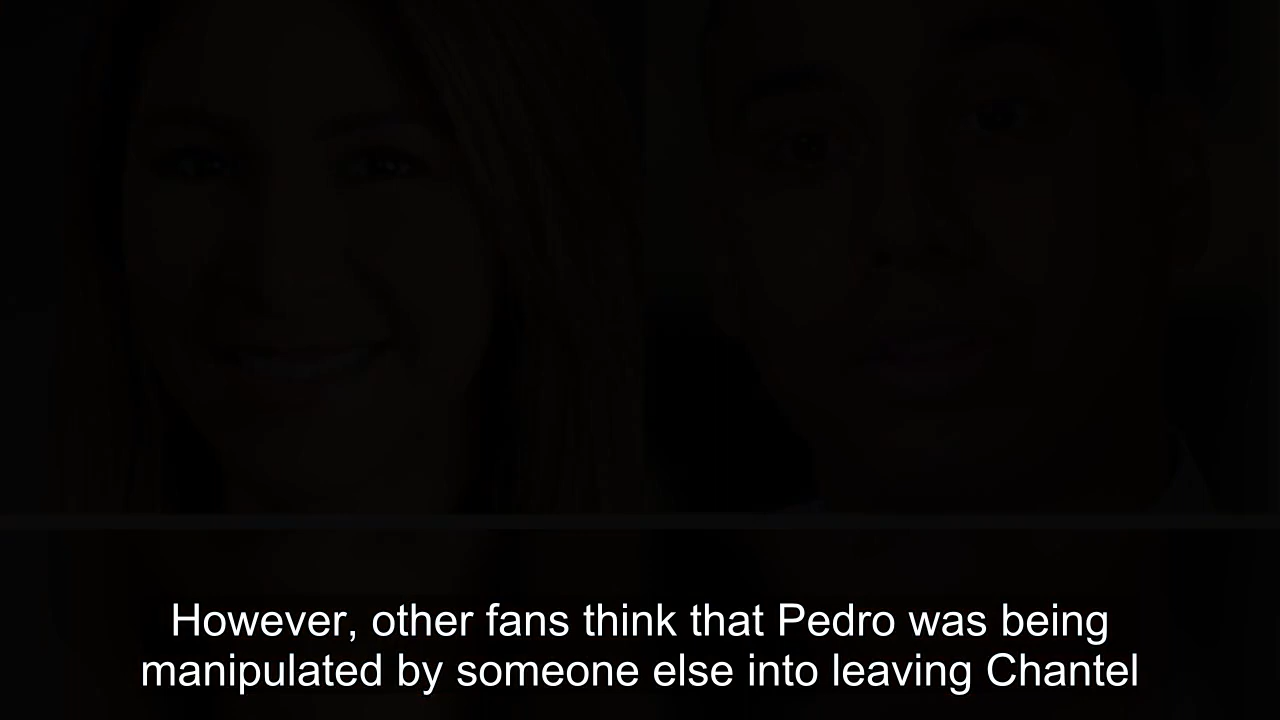 However, other fans think that Pedro was being
manipulated by someone else into leaving Chantel